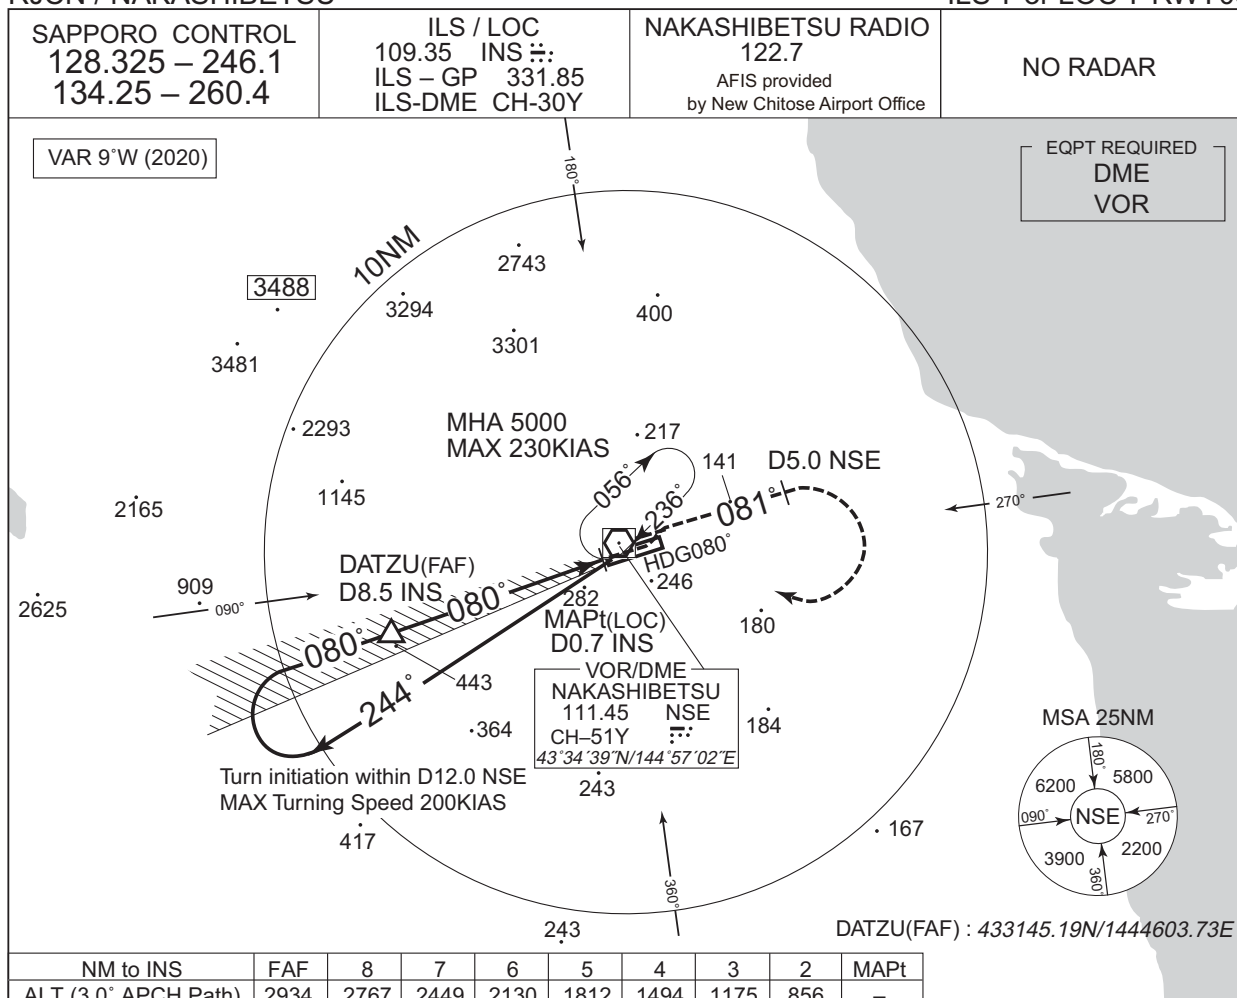 RJCN / NAKASHIBETSU
SAPPORO CONTROL
128.325 – 246.1
134.25 – 260.4
ILS / LOC
109.35 INS
ILS – GP 331.85
ILS-DME CH-30Y
NAKASHIBETSU RADIO
122.7
AFIS provided
by New Chitose Airport Office
NO RADAR
VAR 9°W (2020)
EQPT REQUIRED
DME
VOR
180°
10NM
2743
3488
3294
400
3301
3481
MHA 5000
MAX 230KIAS
2293
217
141
D5.0 NSE
056°
236°
081°
270°
1145
2165
HDG080°
DATZU(FAF)
D8.5 INS
909
090°
2625
080°
080°
282
246
MAPt(LOC)
D0.7 INS
180
443
244°
364
VOR/DME
NAKASHIBETSU
111.45 NSE
CH–51Y
43°34´39˝N/144°57´02˝E
184
243
Turn initiation within D12.0 NSE
MAX Turning Speed 200KIAS
417
167
360°
243
MSA 25NM
180°
6200
5800
090°
NSE
270°
3900
2200
360°
DATZU(FAF) : 433145.19N/1444603.73E
NM to INS FAF 8 7 6 5 4 3 2 MAPt
ALT (3.0° APCH Path) 2934 2767 2449 2130 1812 1494 1175 856 –